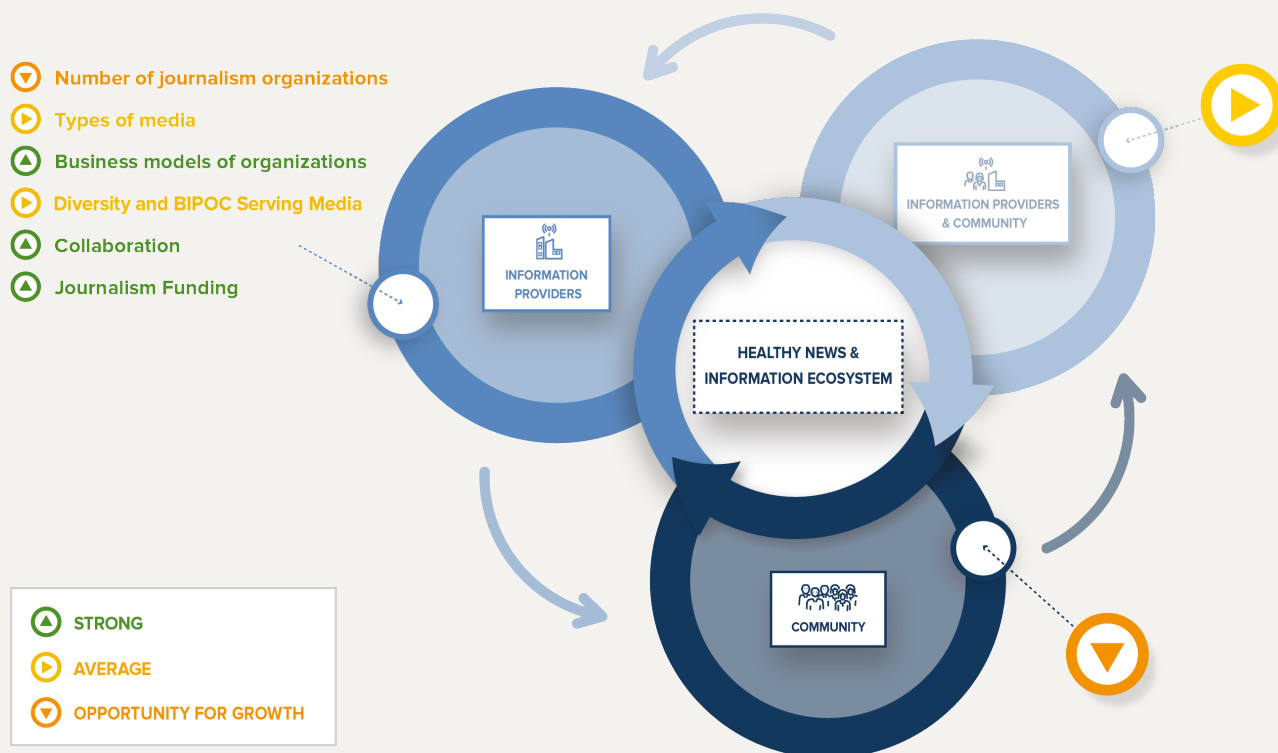 Number of journalism organizations
Types of media
Business models of organizations
Diversity and BIPOC Serving Media
Collaboration
Journalism Funding
INFORMATION
PROVIDERS
INFORMATION PROVIDERS
& COMMUNITY
HEALTHY NEWS &
INFORMATION ECOSYSTEM
COMMUNITY
STRONG
AVERAGE
OPPORTUNITY FOR GROWTH